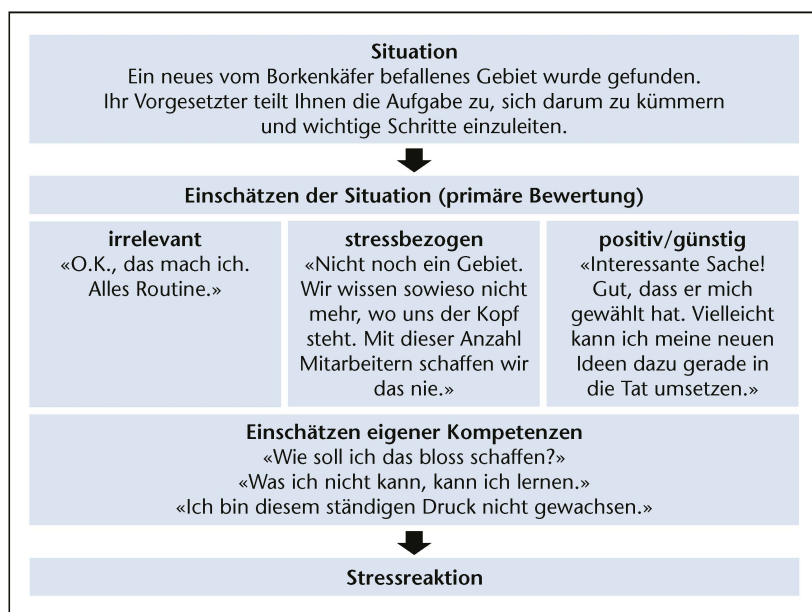 Situation
Ein neues vom Borkenkäfer befallenes Gebiet wurde gefunden.
Ihr Vorgesetzter teilt Ihnen die Aufgabe zu, sich darum zu kümmern
und wichtige Schritte einzuleiten.
Einschätzen der Situation (primäre Bewertung)
irrelevant
«O.K., das mach ich.
Alles Routine.»
stressbezogen
«Nicht noch ein Gebiet.
Wir wissen sowieso nicht
mehr, wo uns der Kopf
steht. Mit dieser Anzahl
Mitarbeitern schaffen wir
das nie.»
positiv/günstig
«Interessante Sache!
Gut, dass er mich
gewählt hat. Vielleicht
kann ich meine neuen
Ideen dazu gerade in
die Tat umsetzen.»
Einschätzen eigener Kompetenzen
«Wie soll ich das bloss schaffen?»
«Was ich nicht kann, kann ich lernen.»
«Ich bin diesem ständigen Druck nicht gewachsen.»
Stressreaktion